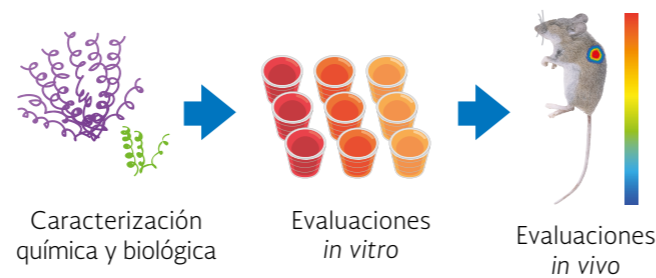 Caracterización
química y biológica
Evaluaciones
in vitro
Evaluaciones
in vivo